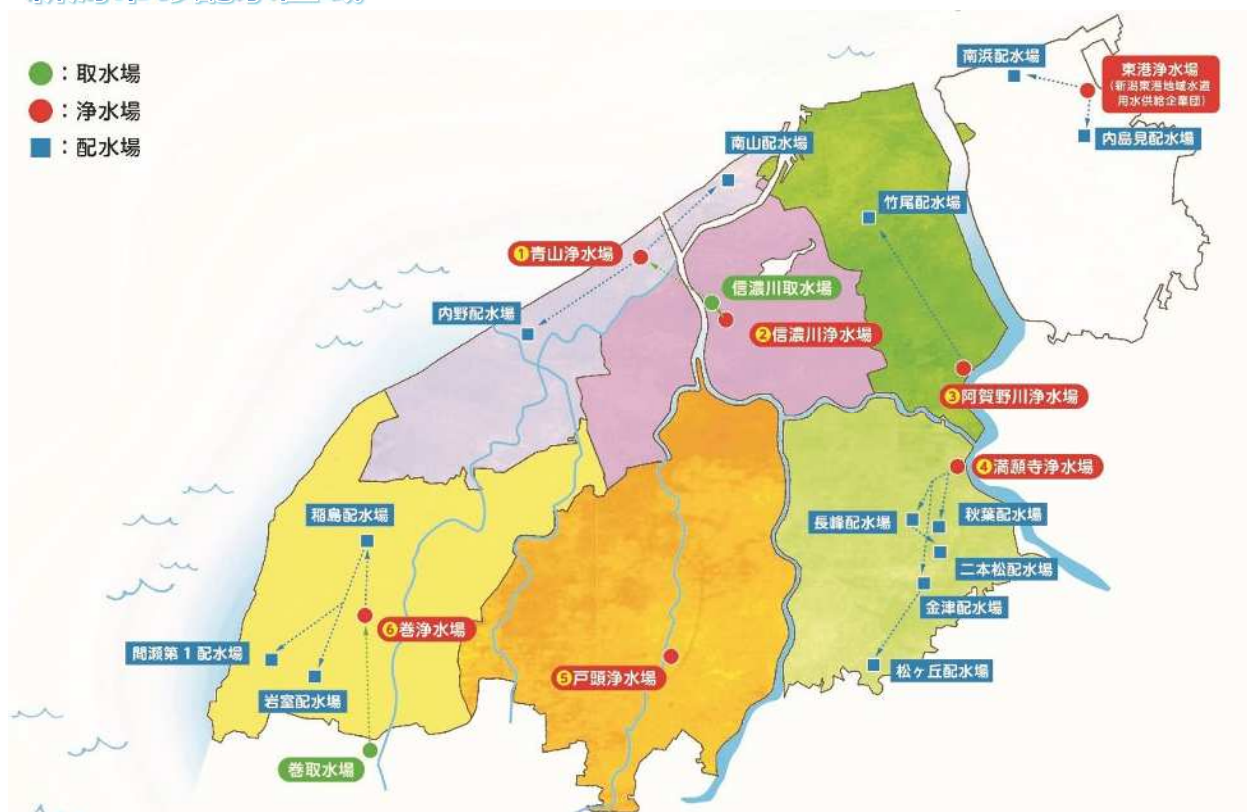 ：取水場
：浄水場
：配水場
南浜配水場
東港浄水場
（新潟東港地域水道
用水供給企業団）
内島見配水場
南山配水場
竹尾配水場
①青山浄水場
信濃川取水場
内野配水場
②信濃川浄水場
③阿賀野川浄水場
④満願寺浄水場
長峰配水場
秋葉配水場
稲島配水場
二本松配水場
金津配水場
⑥巻浄水場
間瀬第1配水場
⑤戸頭浄水場
松ヶ丘配水場
岩室配水場
巻取水場